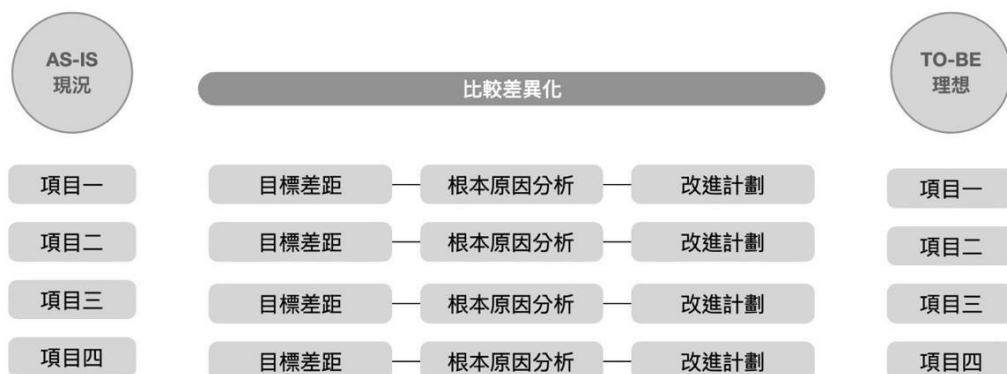 AS-IS
現況
比較差異化
TO-BE
理想
項目一
目標差距
根本原因分析
改進計劃
項目一
項目二
目標差距
根本原因分析
改進計劃
項目二
項目三
目標差距
根本原因分析
改進計劃
項目三
項目四
目標差距
根本原因分析
改進計劃
項目四